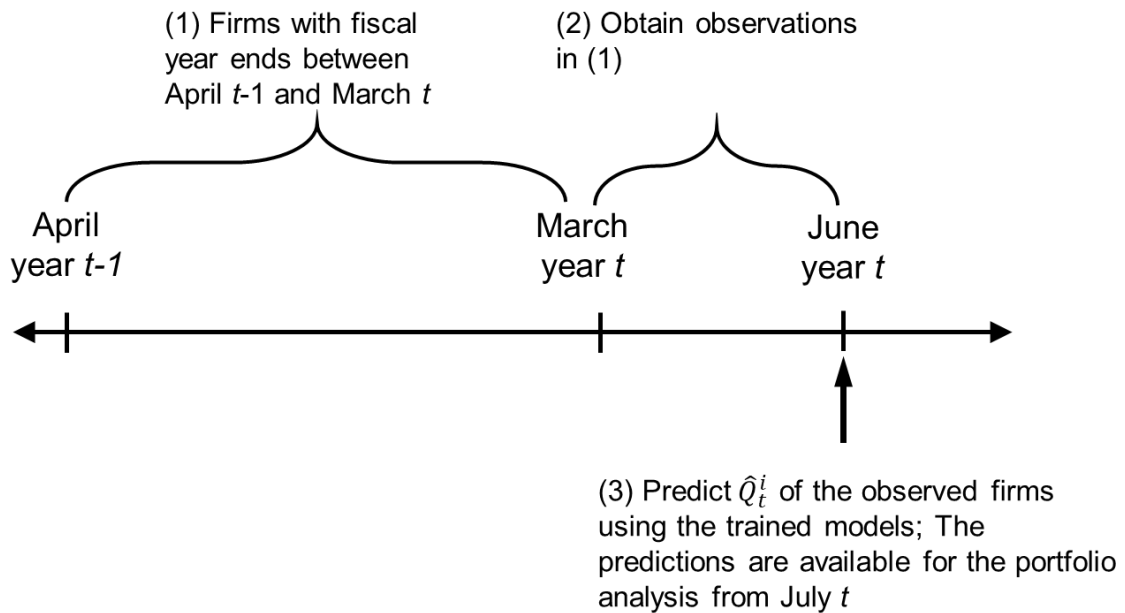 (1) Firms with fiscal
year ends between
April t-1 and March t
(2) Obtain observations
in (1)
April
year t-1
March
year t
June
year t
(3) Predict Q̂ᵢₜ of the observed firms
using the trained models; The
predictions are available for the portfolio
analysis from July t